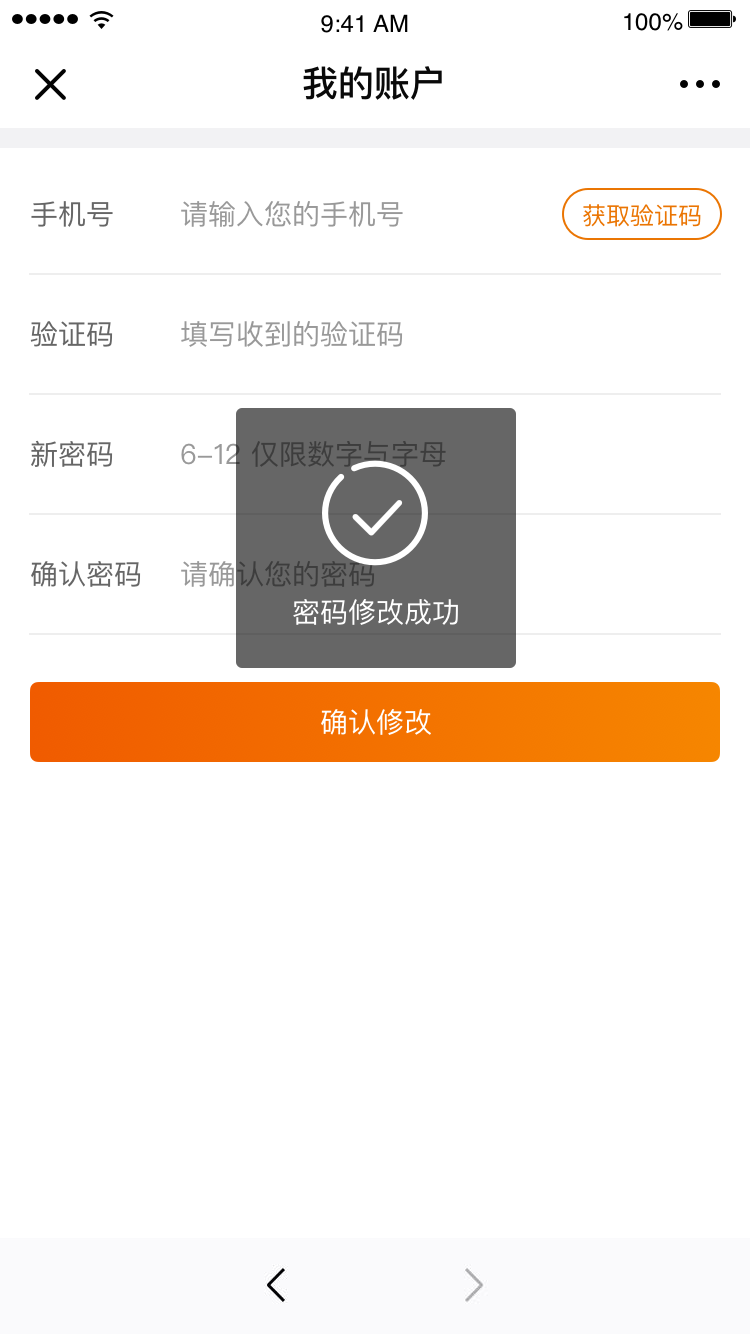 9:41 AM
100%
我的账户
手机号
请输入您的手机号
获取验证码
验证码
填写收到的验证码
新密码
6-12 仅限数字与字母
确认密码
请确认您的密码
密码修改成功
确认修改